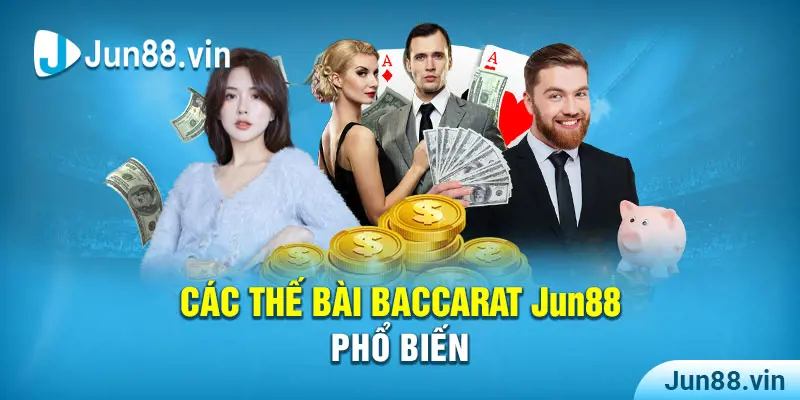 Jun88.vin
A
A
CÁC THẾ BÀI BACCARAT Jun88
PHỔ BIẾN
Jun88.vin